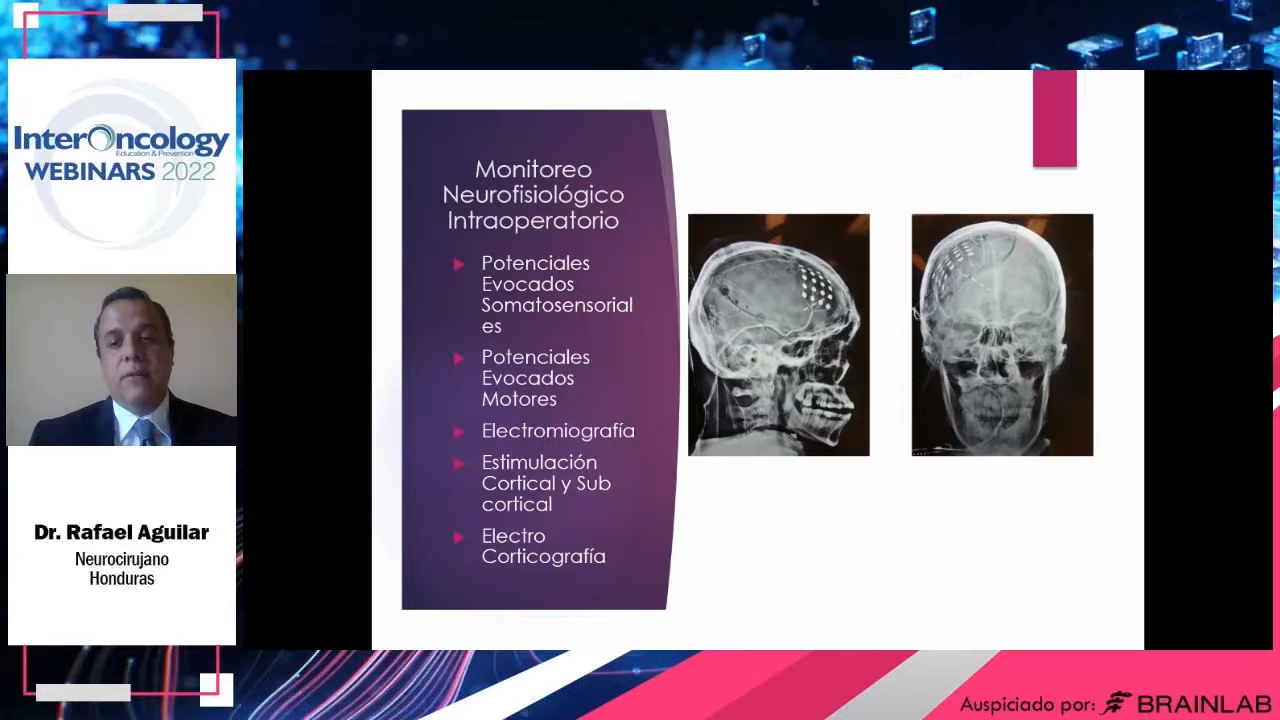 InterOncology
Education & Prevention
WEBINARS 2022
Dr. Rafael Aguilar
Neurocirujano
Honduras
Monitoreo
Neurofisiológico
Intraoperatorio
Potenciales
Evocados
Somatosensorial
es
Potenciales
Evocados
Motores
Electromiografía
Estimulación
Cortical y Sub
cortical
Electro
Corticografía
Auspiciado por: BRAINLAB